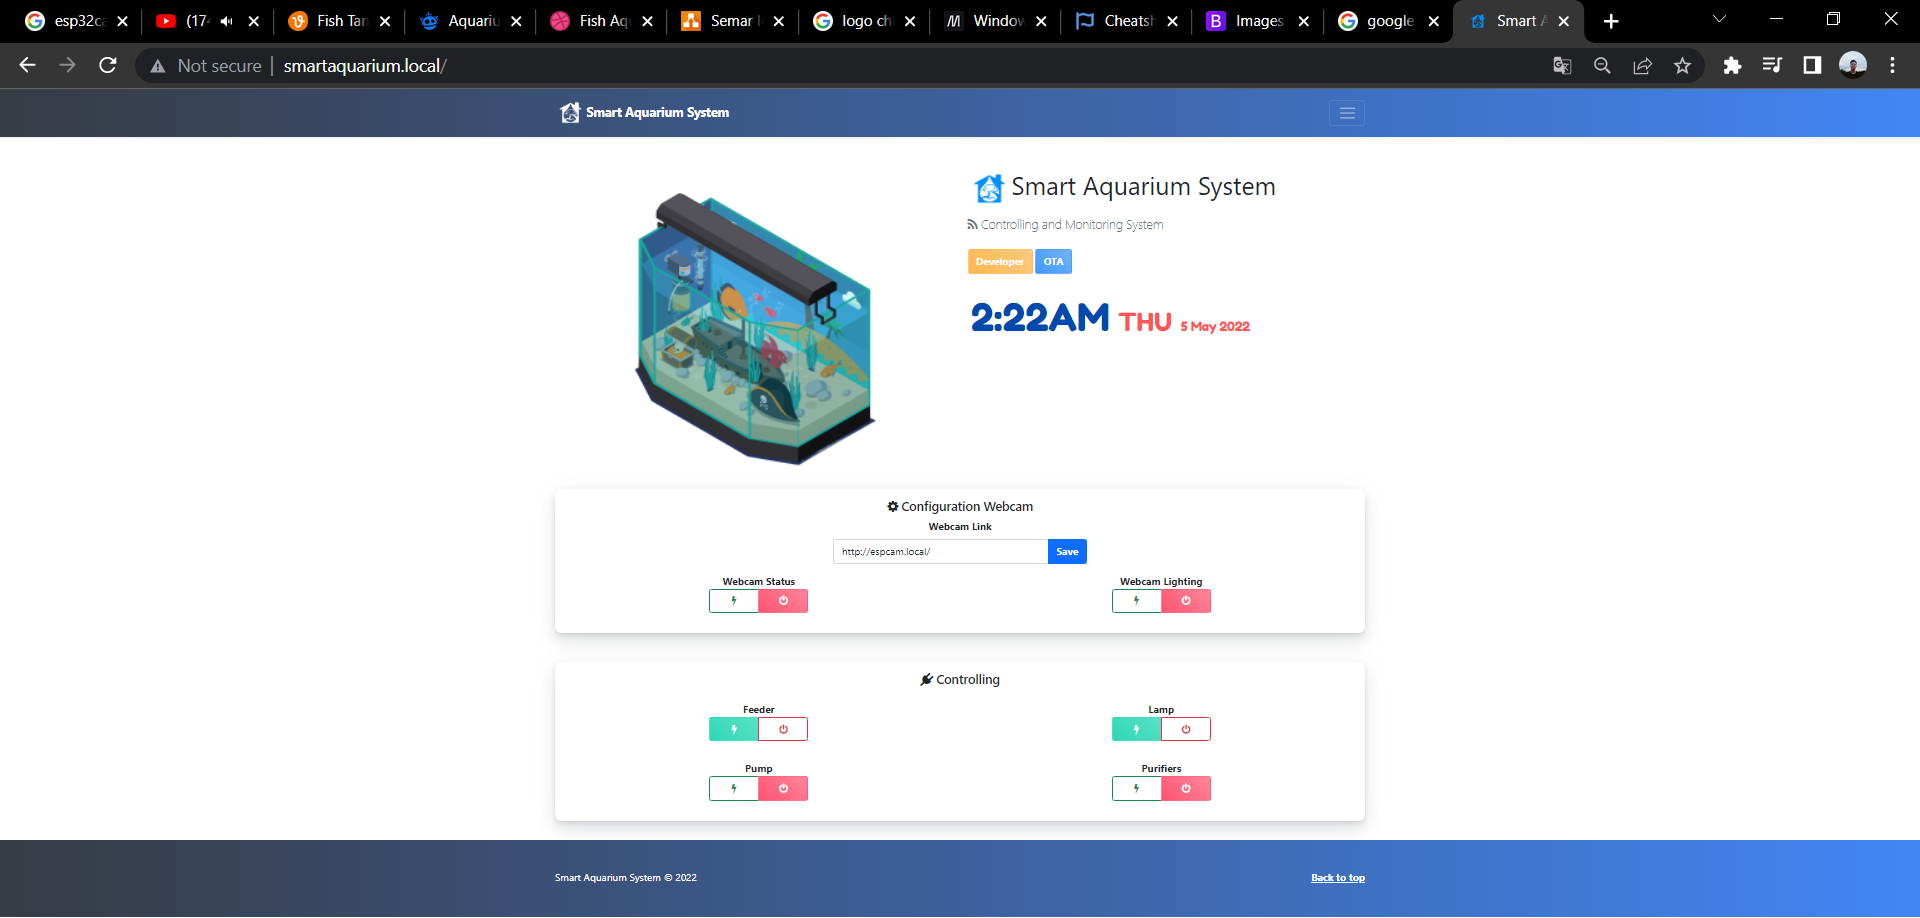 esp32ca
(174
Fish Tan
Aquariu
Fish Aq
Semar I
logo ch
Window
Cheatsh
Images
google
Smart A
Not secure
smartaquarium.local/
Smart Aquarium System
Smart Aquarium System
Controlling and Monitoring System
Developer
OTA
2:22AM THU 5 May 2022
Configuration Webcam
Webcam Link
http://espcam.local/
Save
Webcam Status
Webcam Lighting
Controlling
Feeder
Lamp
Pump
Purifiers
Smart Aquarium System © 2022
Back to top